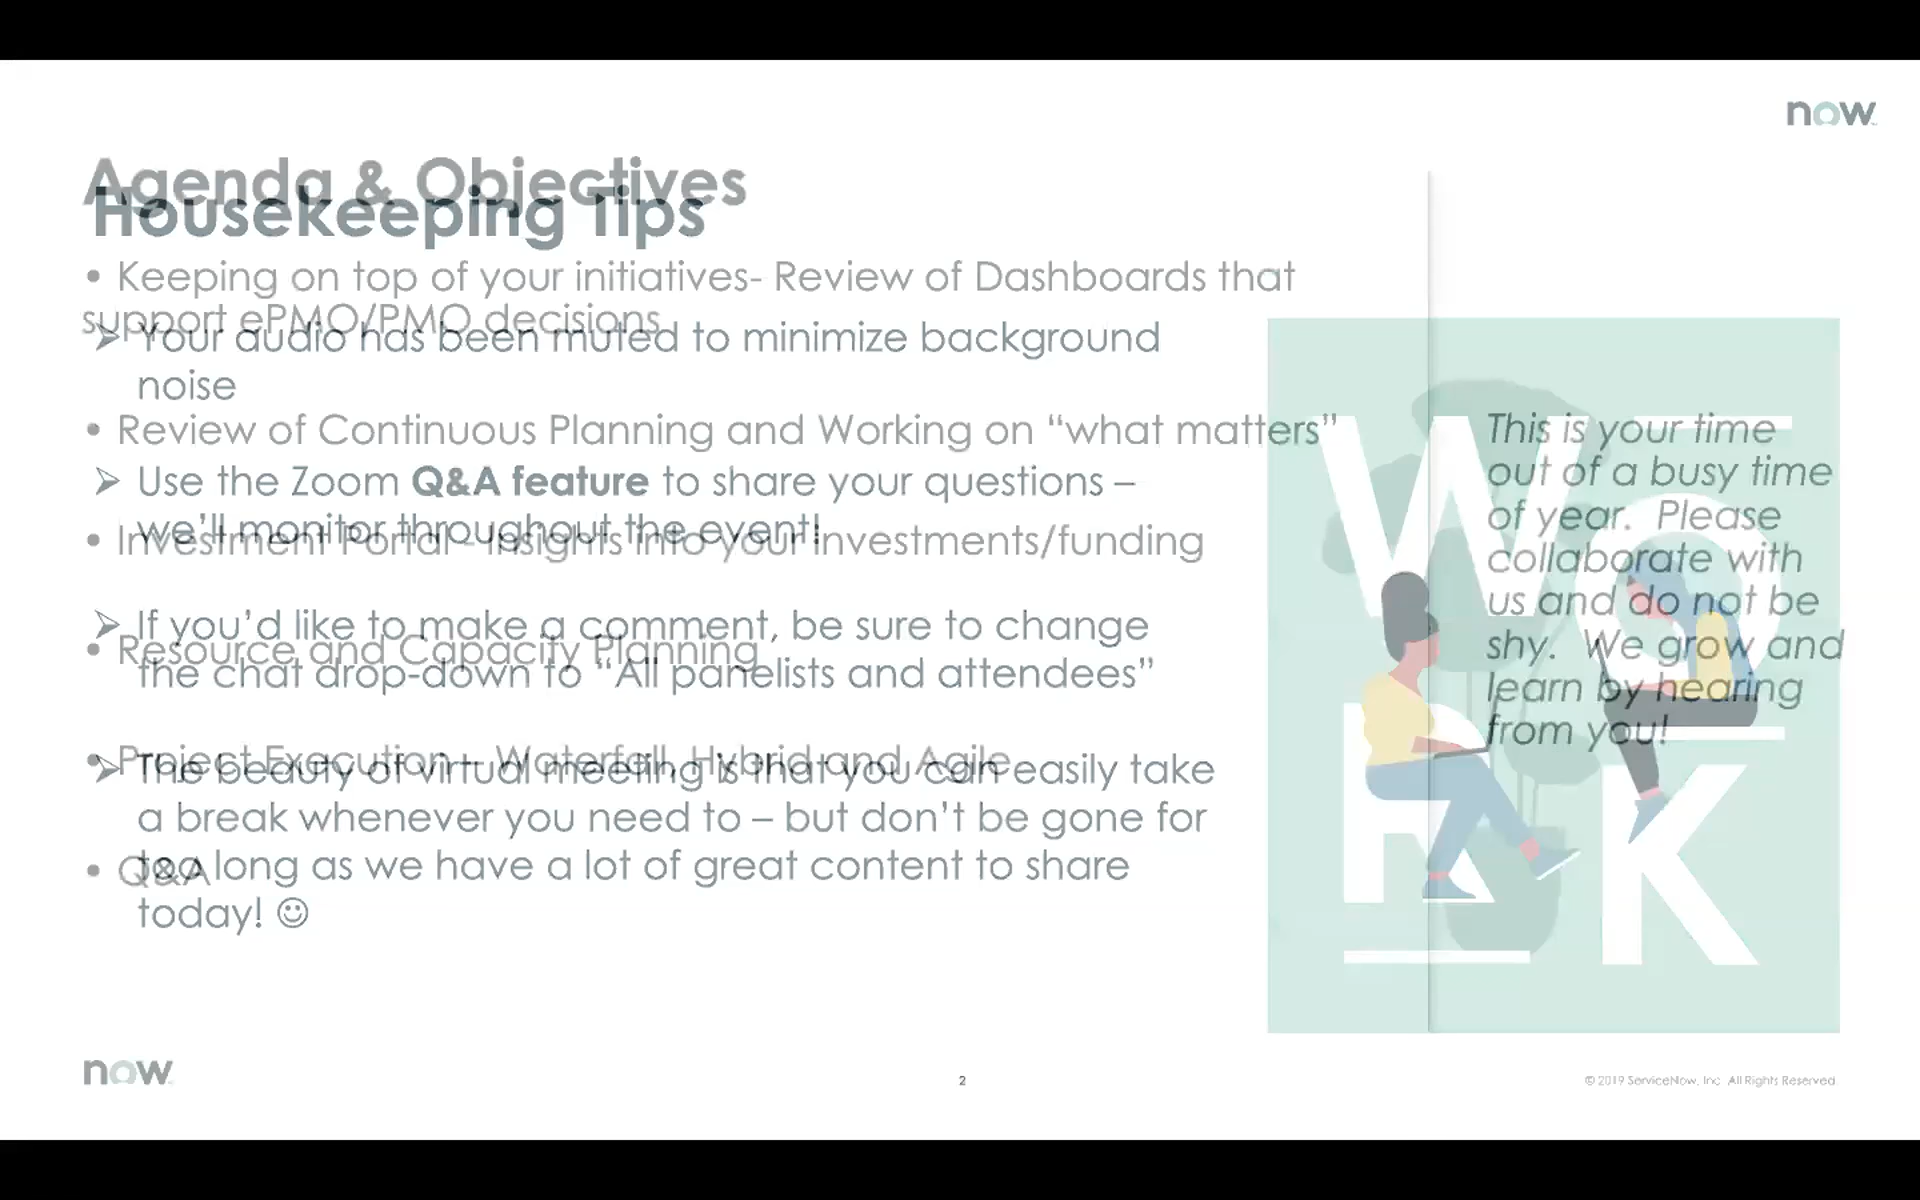 now.
Agenda & Objectives
Housekeeping Tips
• Keeping on top of your initiatives- Review of Dashboards that
support ePMO/PMO decisions
➢ Your audio has been muted to minimize background
noise
• Review of Continuous Planning and Working on “what matters”
➢ Use the Zoom Q&A feature to share your questions –
we’ll monitor throughout the event!
• Investment Portal - Insights into your Investments/funding
➢ If you’d like to make a comment, be sure to change
• Resource and Capacity Planning
the chat drop-down to “All panelists and attendees”
• Project Execution – Waterfall, Hybrid and Agile
➢ The beauty of virtual meeting is that you can easily take
a break whenever you need to – but don’t be gone for
• Q&A
too long as we have a lot of great content to share
today! ☺
This is your time
out of a busy time
of year. Please
collaborate with
us and do not be
shy. We grow and
learn by hearing
from you!
WO
RK
now.
2
© 2019 ServiceNow, Inc. All Rights Reserved